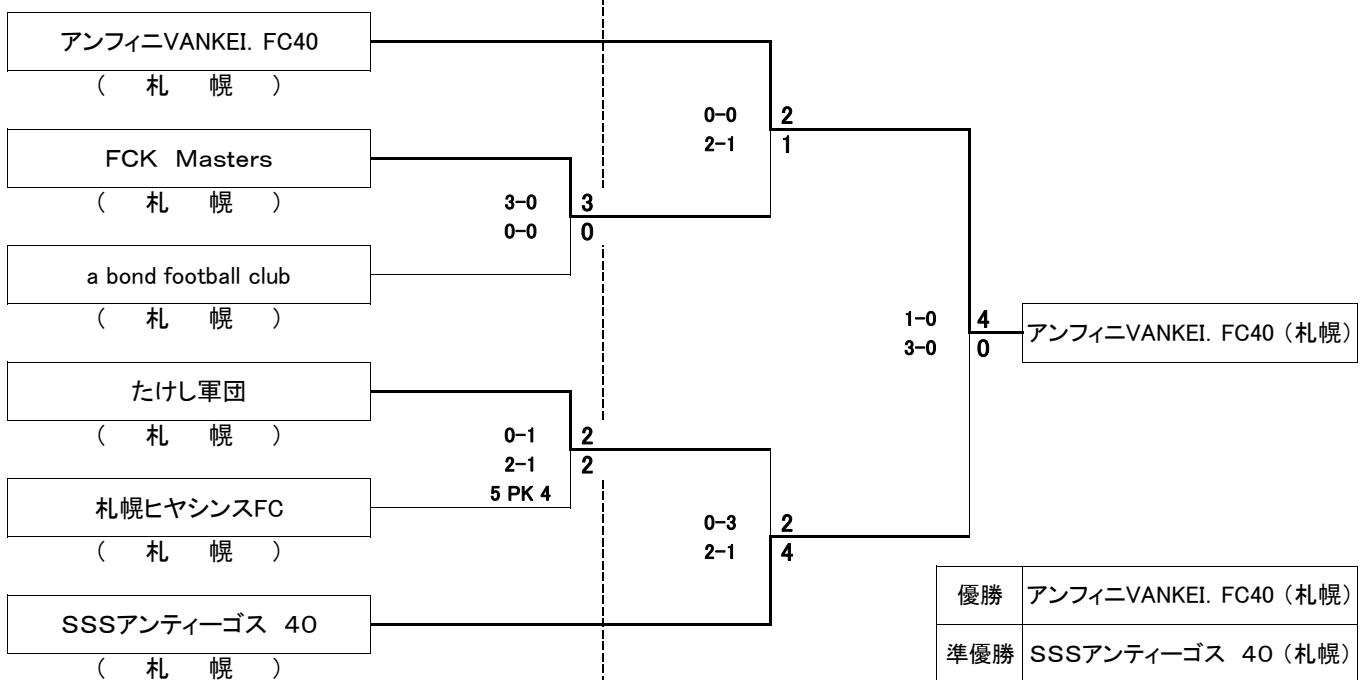 アンフィニVANKEI. FC40
( 札 幌 )
0-0 2
2-1 1
FCK Masters
( 札 幌 )
3-0 3
0-0 0
a bond football club
( 札 幌 )
1-0 4
3-0 0
アンフィニVANKEI. FC40 (札幌)
たけし軍団
( 札 幌 )
0-1 2
2-1 2
5 PK 4
札幌ヒヤシンスFC
( 札 幌 )
0-3 2
2-1 4
SSSアンティーゴス 40
( 札 幌 )
優勝 アンフィニVANKEI. FC40 (札幌)
準優勝 SSSアンティーゴス 40 (札幌)